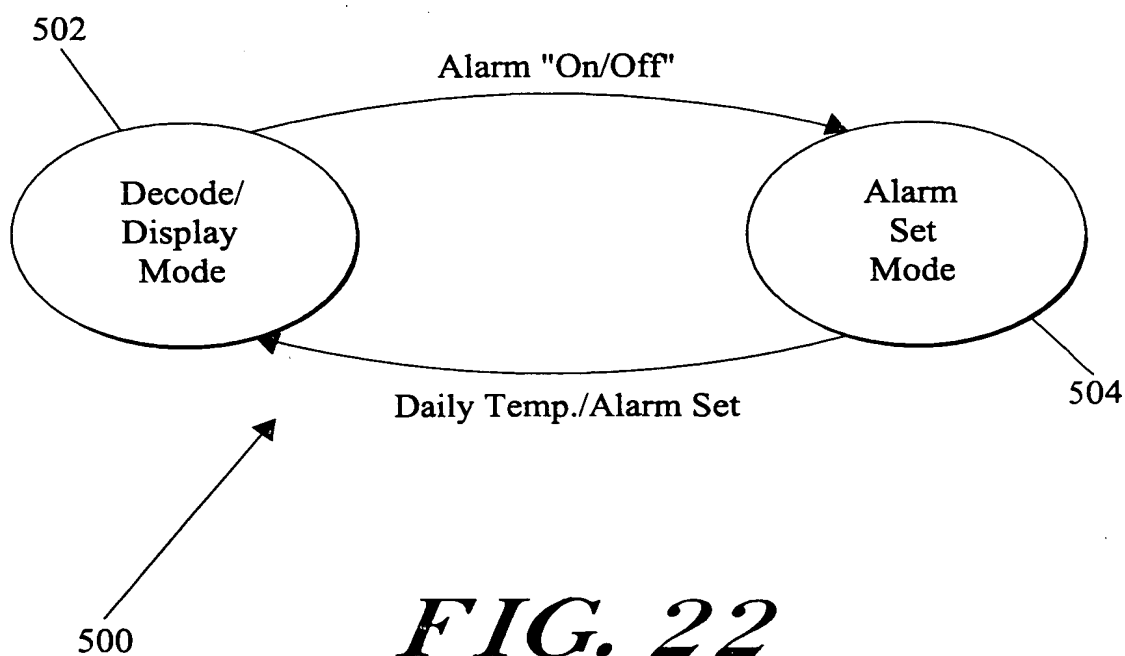 502
Alarm "On/Off"
Decode/
Display
Mode
Alarm
Set
Mode
504
Daily Temp./Alarm Set
500
FIG. 22